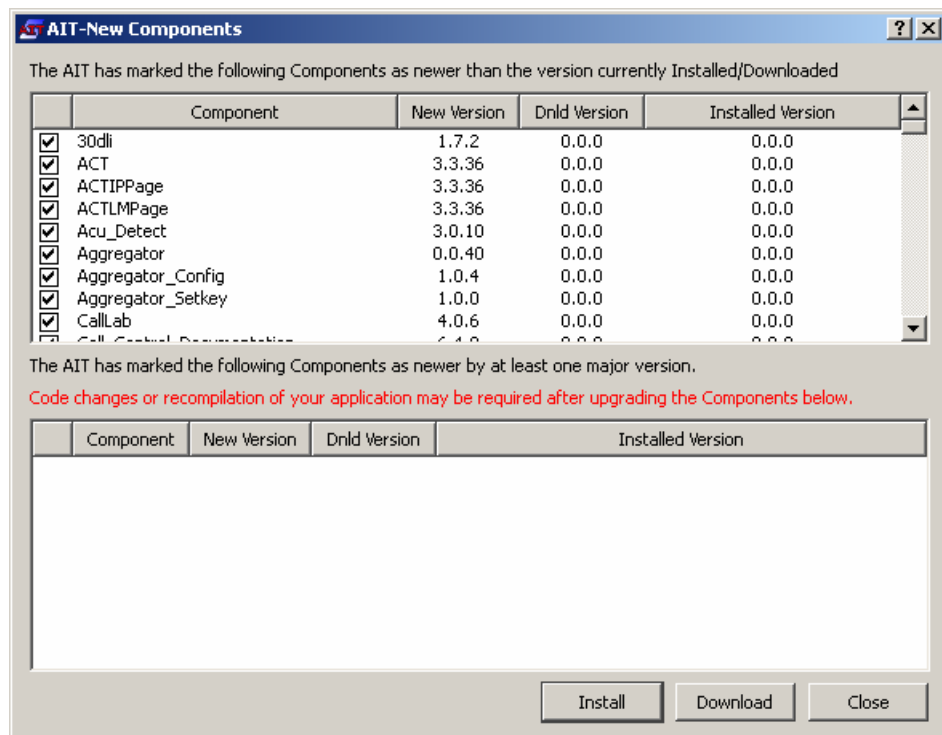 AIT-New Components
The AIT has marked the following Components as newer than the version currently Installed/Downloaded
Component New Version Dnld Version Installed Version
30dli 1.7.2 0.0.0 0.0.0
ACT 3.3.36 0.0.0 0.0.0
ACTIPPage 3.3.36 0.0.0 0.0.0
ACTLMPage 3.3.36 0.0.0 0.0.0
Acu_Detect 3.0.10 0.0.0 0.0.0
Aggregator 0.0.40 0.0.0 0.0.0
Aggregator_Config 1.0.4 0.0.0 0.0.0
Aggregator_Setkey 1.0.0 0.0.0 0.0.0
CallLab 4.0.6 0.0.0 0.0.0
Call_Control_Documentation
The AIT has marked the following Components as newer by at least one major version.
Code changes or recompilation of your application may be required after upgrading the Components below.
Component New Version Dnld Version Installed Version
Install Download Close